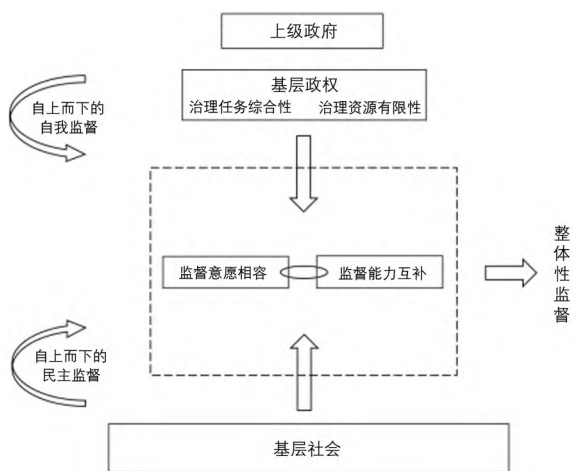 上级政府
基层政权
治理任务综合性 治理资源有限性
自上而下的
自我监督
监督意愿相容
监督能力互补
整体性监督
自上而下的
民主监督
基层社会